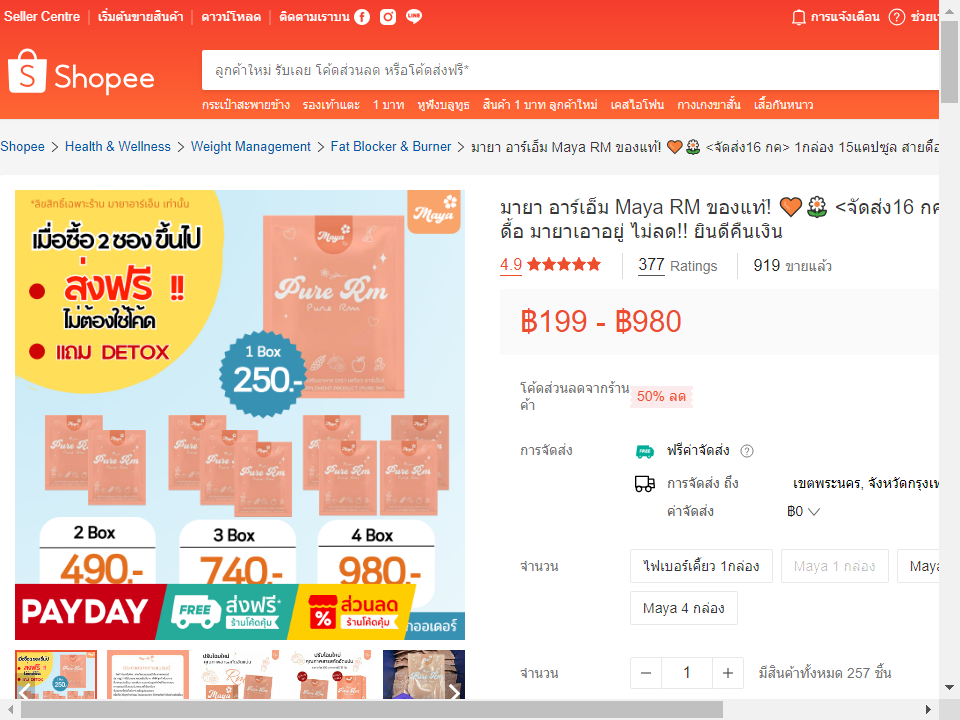 Seller Centre
เริ่มต้นขายสินค้า
ดาวน์โหลด
ติดตามเราบน
การแจ้งเตือน
Shopee
ลูกค้าใหม่ รับเลย โค้ดส่วนลด หรือโค้ดส่งฟรี*
กระเป๋าสะพายข้าง รองเท้าแตะ 1 บาท หูฟังบลูทูธ สินค้า 1 บาท ลูกค้าใหม่ เคสไอโฟน กางเกงขาสั้น เสื้อกันหนาว
Shopee > Health & Wellness > Weight Management > Fat Blocker & Burner > มายา อาร์เอ็ม Maya RM ของแท้! 🧡🌼 <จัดส่ง16 กค> 1กล่อง 15แคปซูล สายดื้อ
*ลิขสิทธิ์เฉพาะร้าน มายาอาร์เอ็ม เท่านั้น
เมื่อซื้อ 2 ซอง ขึ้นไป
ส่งฟรี !!
ไม่ต้องใช้โค้ด
แถม DETOX
Maya
Maya
Pure Rm
Pure Rm
1 Box
250.-
Pure Rm
Pure Rm
2 Box
3 Box
4 Box
490.-
740.-
980.-
PAYDAY
FREE
ส่งฟรี*
ร้านโค้ดคุ้ม
ส่วนลด
ร้านโค้ดคุ้ม
มายา อาร์เอ็ม Maya RM ของแท้! 🧡🌼 <จัดส่ง16 กค
ดื้อ มายาเอาอยู่ ไม่ลด!! ยินดีคืนเงิน
4.9
377 Ratings
919 ขายแล้ว
฿199 - ฿980
โค้ดส่วนลดจากร้าน
ค้า
50% ลด
การจัดส่ง
ฟรีค่าจัดส่ง
การจัดส่ง ถึง
เขตพระนคร, จังหวัดกรุงเท
ค่าจัดส่ง
฿0
จำนวน
ไฟเบอร์เคี้ยว 1กล่อง
Maya 1 กล่อง
Maya
Maya 4 กล่อง
จำนวน
1
มีสินค้าทั้งหมด 257 ชิ้น